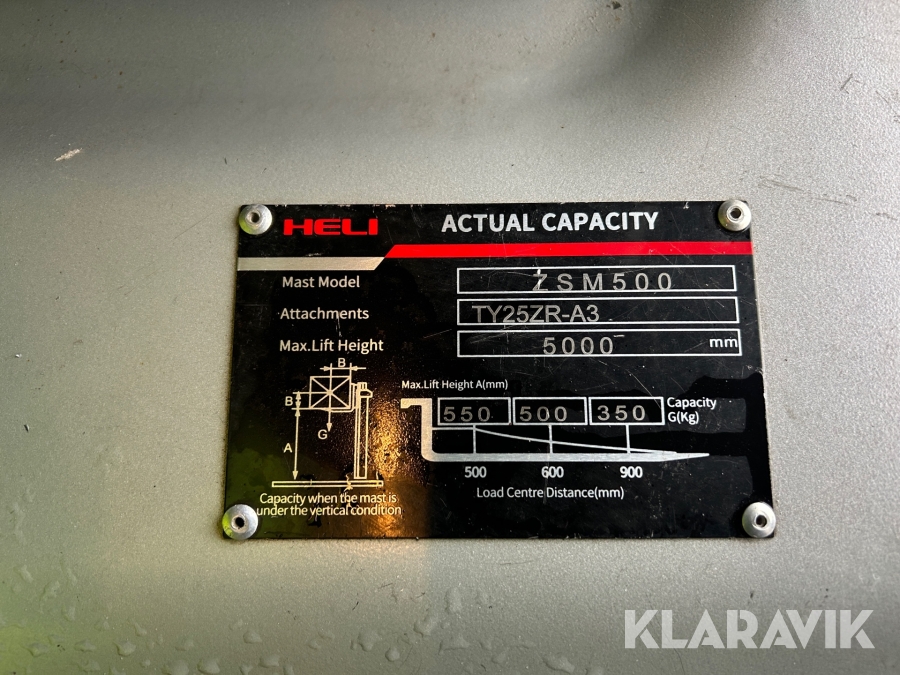 HELI ACTUAL CAPACITY
Mast Model ZSM500
Attachments TY25ZR-A3
Max.Lift Height 5000 mm
B
B
G
A
Capacity when the mast is
under the vertical condition
Max.Lift Height A(mm)
550 500 350 Capacity
G(Kg)
500 600 900
Load Centre Distance(mm)
KLARAVIK